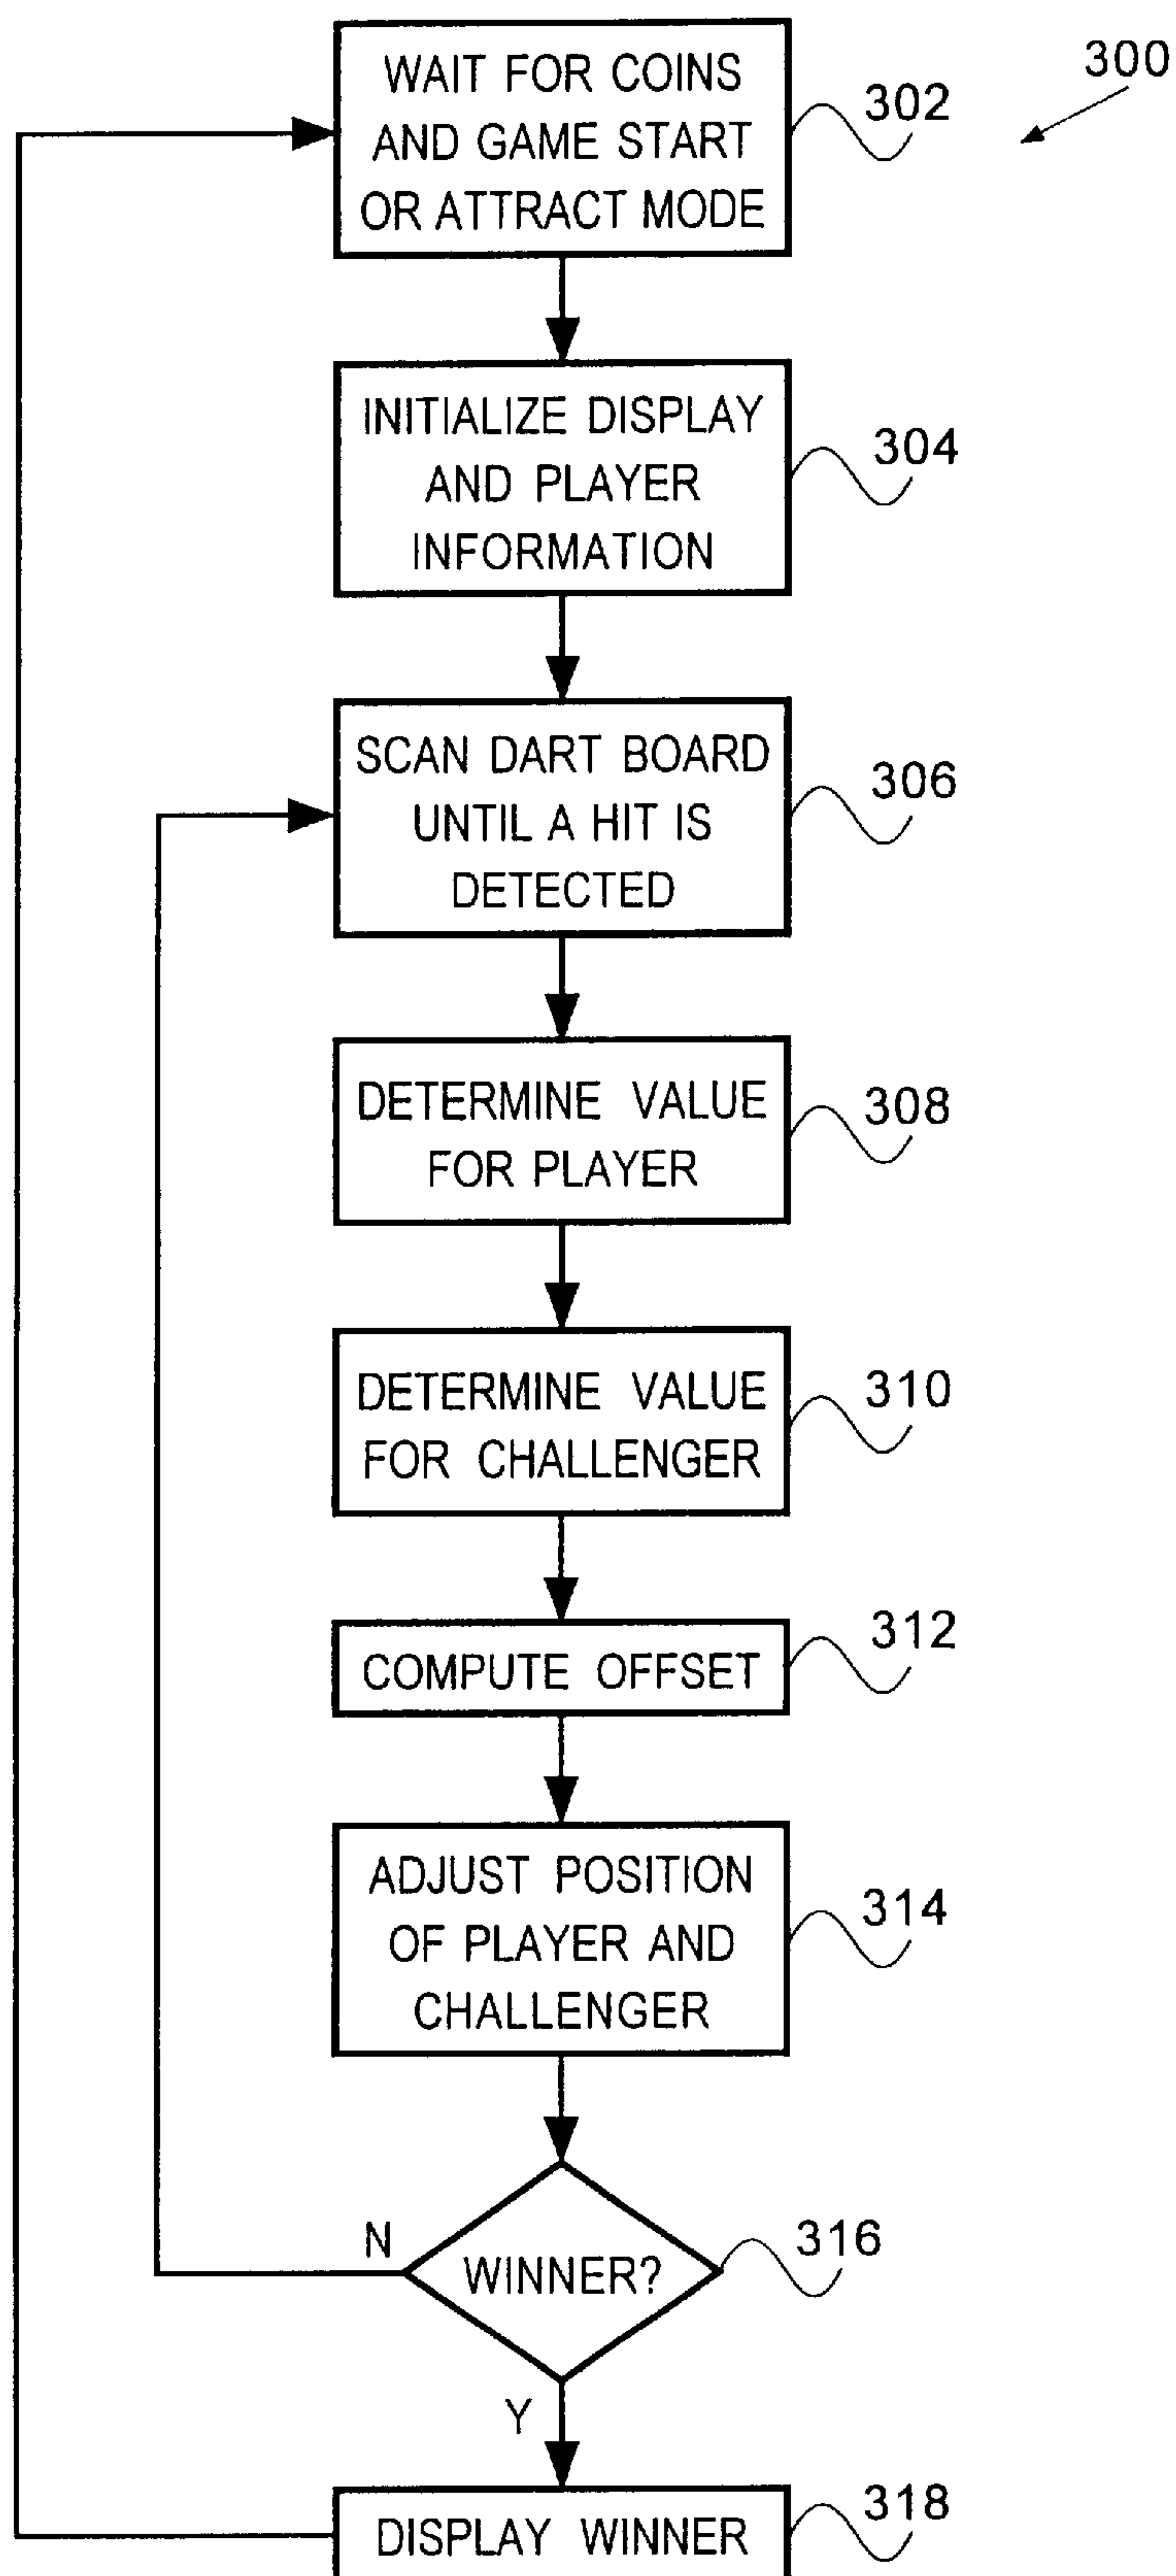 300
WAIT FOR COINS
AND GAME START
OR ATTRACT MODE
302
INITIALIZE DISPLAY
AND PLAYER
INFORMATION
304
SCAN DART BOARD
UNTIL A HIT IS
DETECTED
306
DETERMINE VALUE
FOR PLAYER
308
DETERMINE VALUE
FOR CHALLENGER
310
COMPUTE OFFSET
312
ADJUST POSITION
OF PLAYER AND
CHALLENGER
314
N
WINNER?
316
Y
DISPLAY WINNER
318